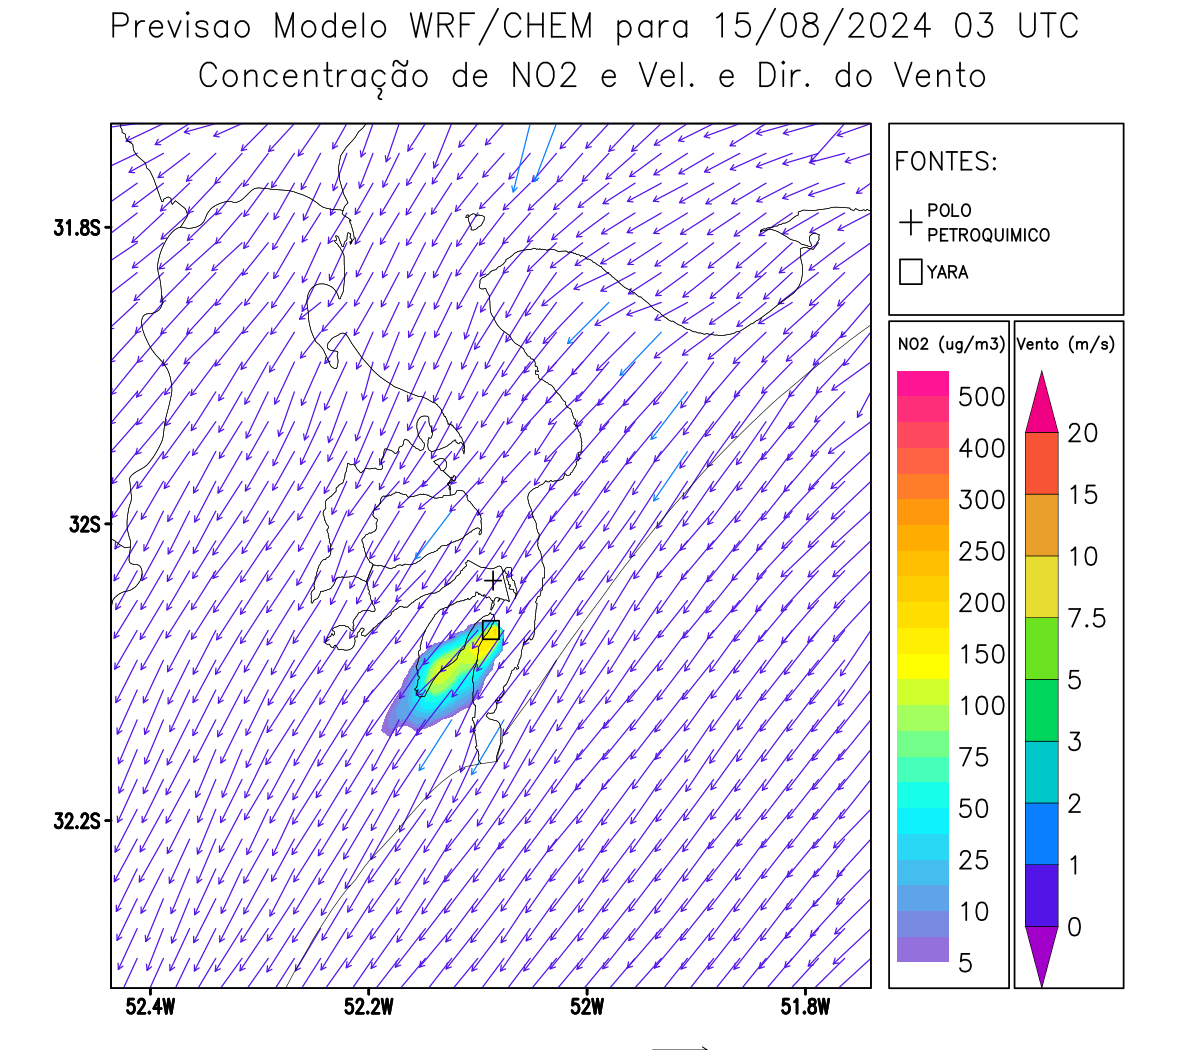 Previsao Modelo WRF/CHEM para 15/08/2024 03 UTC
Concentração de NO2 e Vel. e Dir. do Vento
FONTES:
POLO
PETROQUIMICO
YARA
31.8S
32S
32.2S
52.4W
52.2W
52W
51.8W
NO2 (ug/m3)
500
400
300
250
200
150
100
75
50
25
10
5
Vento (m/s)
20
15
10
7.5
5
3
2
1
0